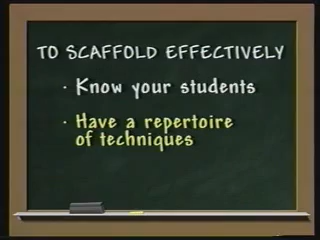 TO SCAFFOLD EFFECTIVELY
· Know your students
· Have a repertoire
of techniques